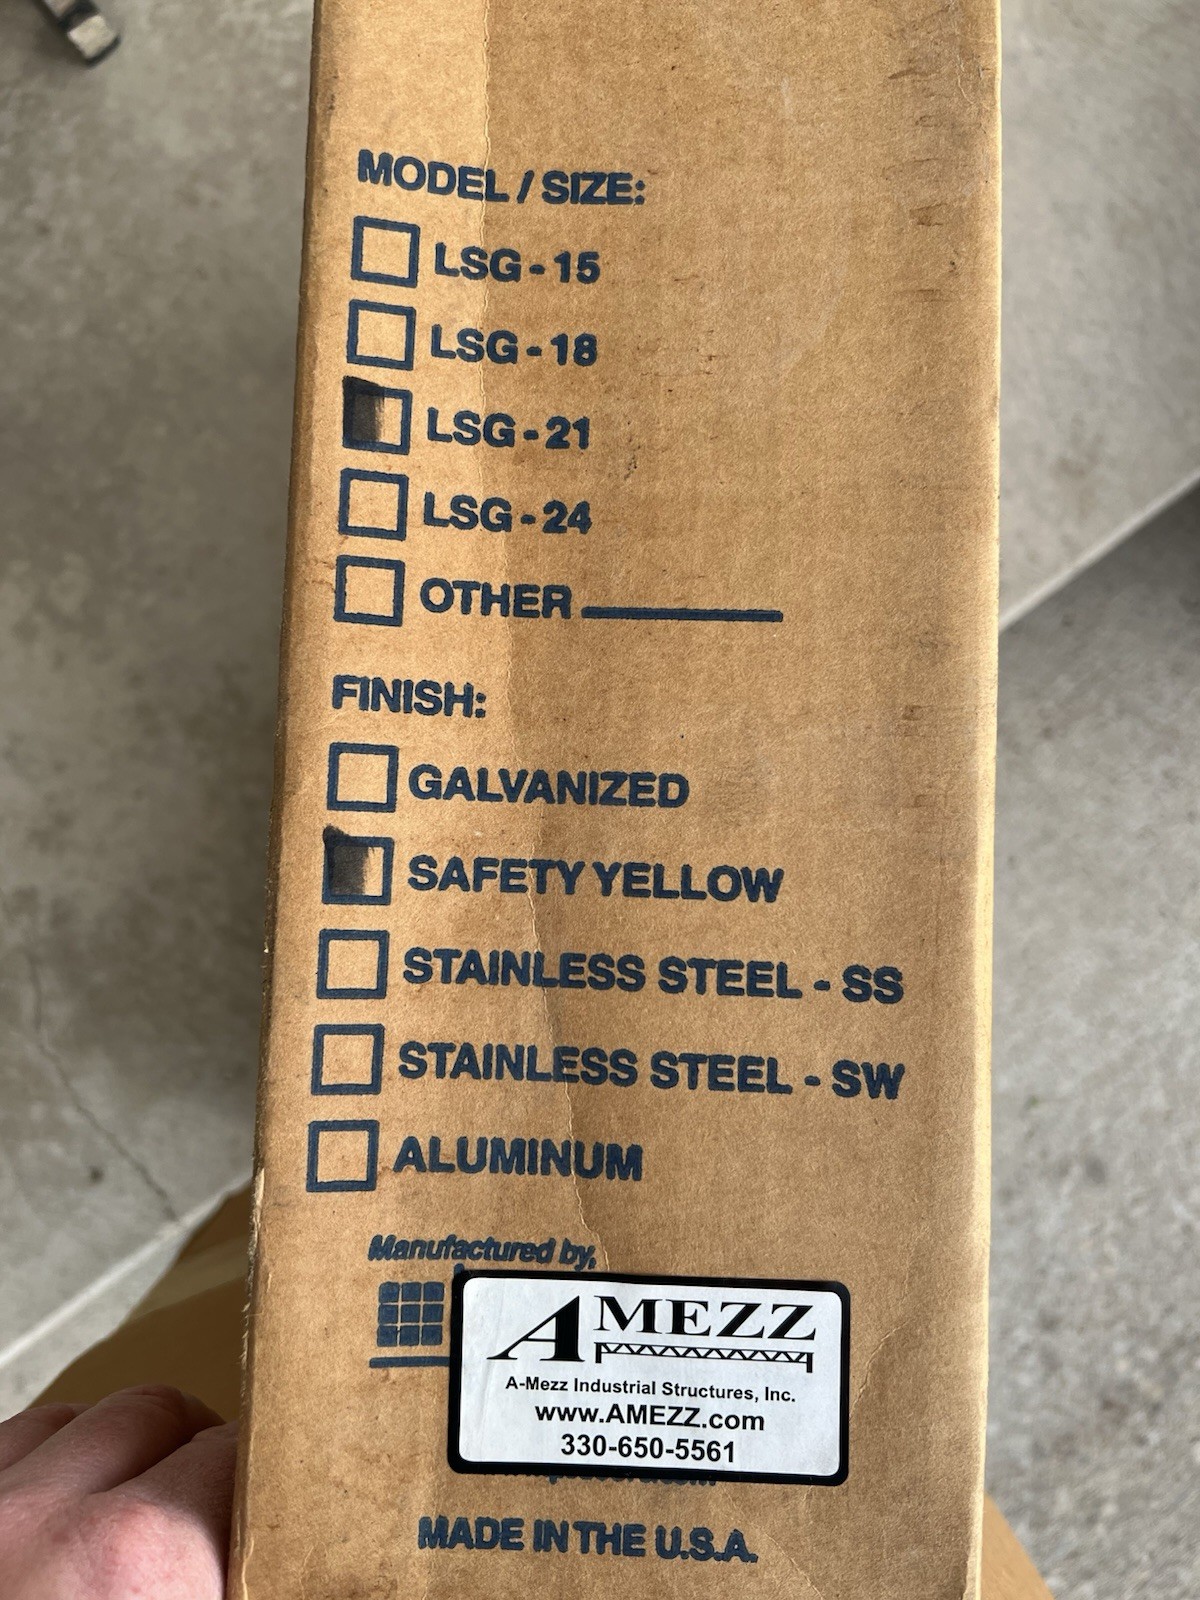 MODEL / SIZE:
LSG - 15
LSG - 18
LSG - 21
LSG - 24
OTHER
FINISH:
GALVANIZED
SAFETY YELLOW
STAINLESS STEEL - SS
STAINLESS STEEL - SW
ALUMINUM
Manufactured by,
AMEZZ
A-Mezz Industrial Structures, Inc.
www.AMEZZ.com
330-650-5561
MADE IN THE U.S.A.